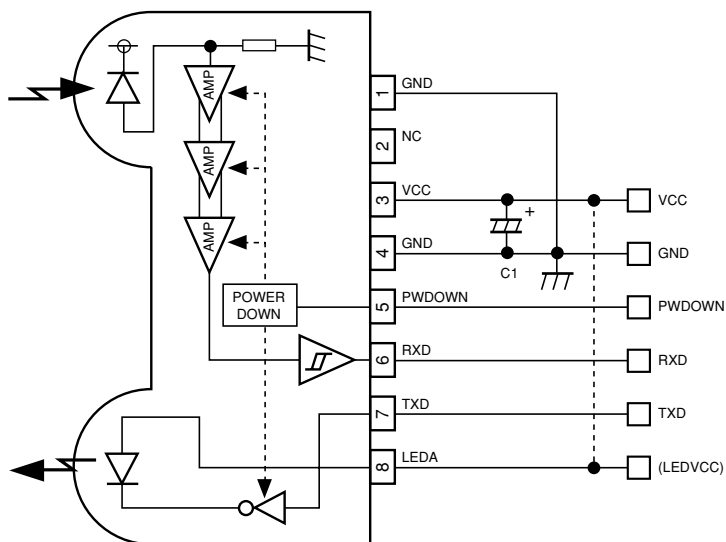 AMP
AMP
AMP
POWER
DOWN
1
GND
2
NC
3
VCC
4
GND
5
PWDOWN
6
RXD
7
TXD
8
LEDA
+
C1
VCC
GND
PWDOWN
RXD
TXD
(LEDVCC)